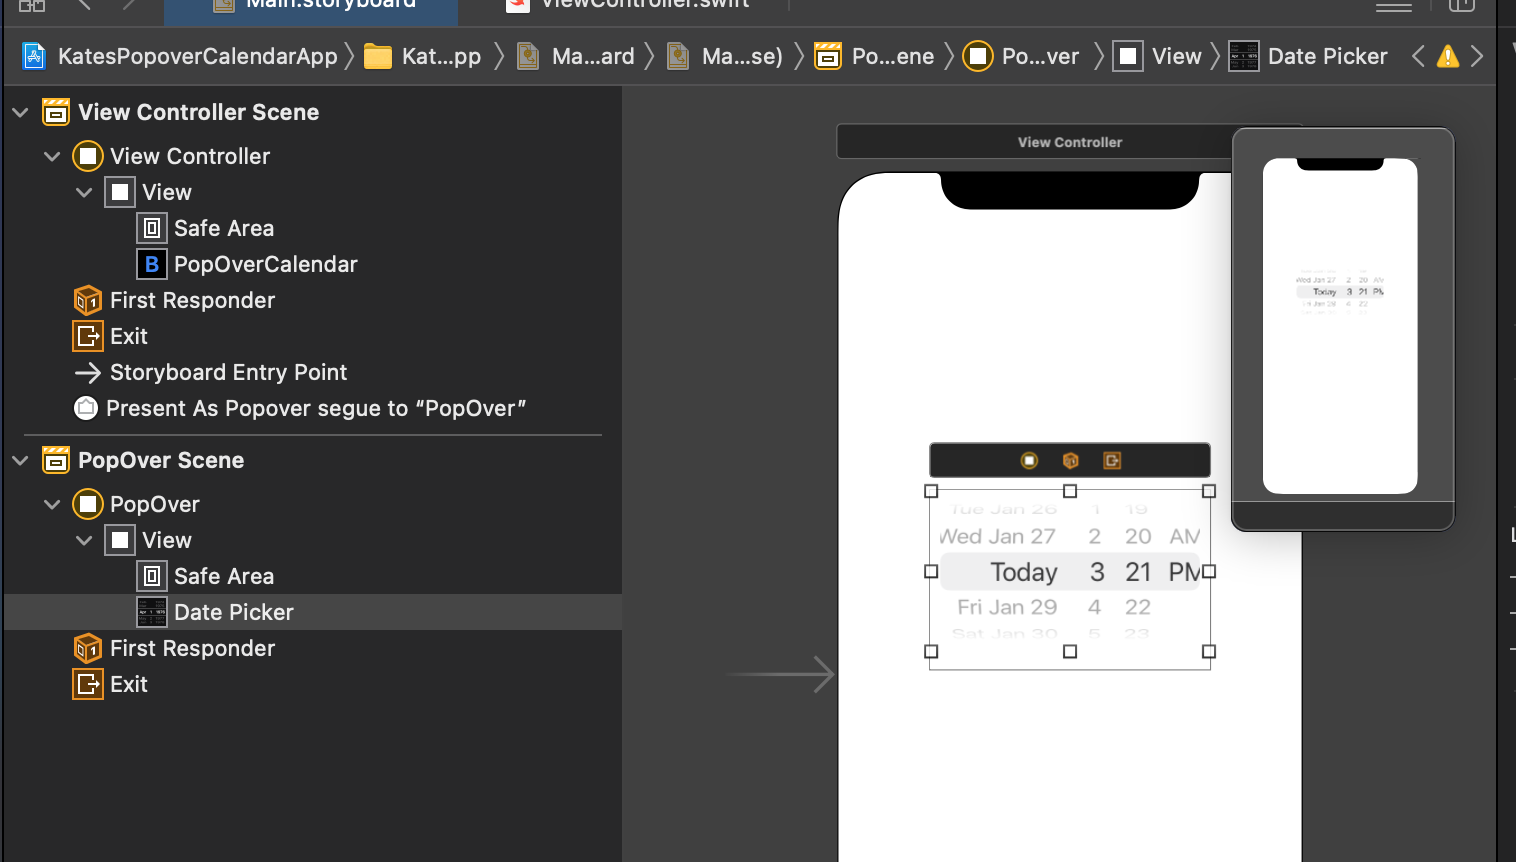 Main.storyboard ViewController.swift
KatesPopoverCalendarApp Kat...pp Ma...ard Ma...se) Po...ene Po...ver View Date Picker
View Controller Scene
View Controller
View
Safe Area
B PopOverCalendar
First Responder
Exit
Storyboard Entry Point
Present As Popover segue to “PopOver”
PopOver Scene
PopOver
View
Safe Area
Date Picker
First Responder
Exit
View Controller
Tue Jan 26 1 19
Wed Jan 27 2 20 AM
Today 3 21 PM
Fri Jan 29 4 22
Sat Jan 30 5 23
Wed Jan 27 2 20 AM
Today 3 21 PM
Fri Jan 29 4 22